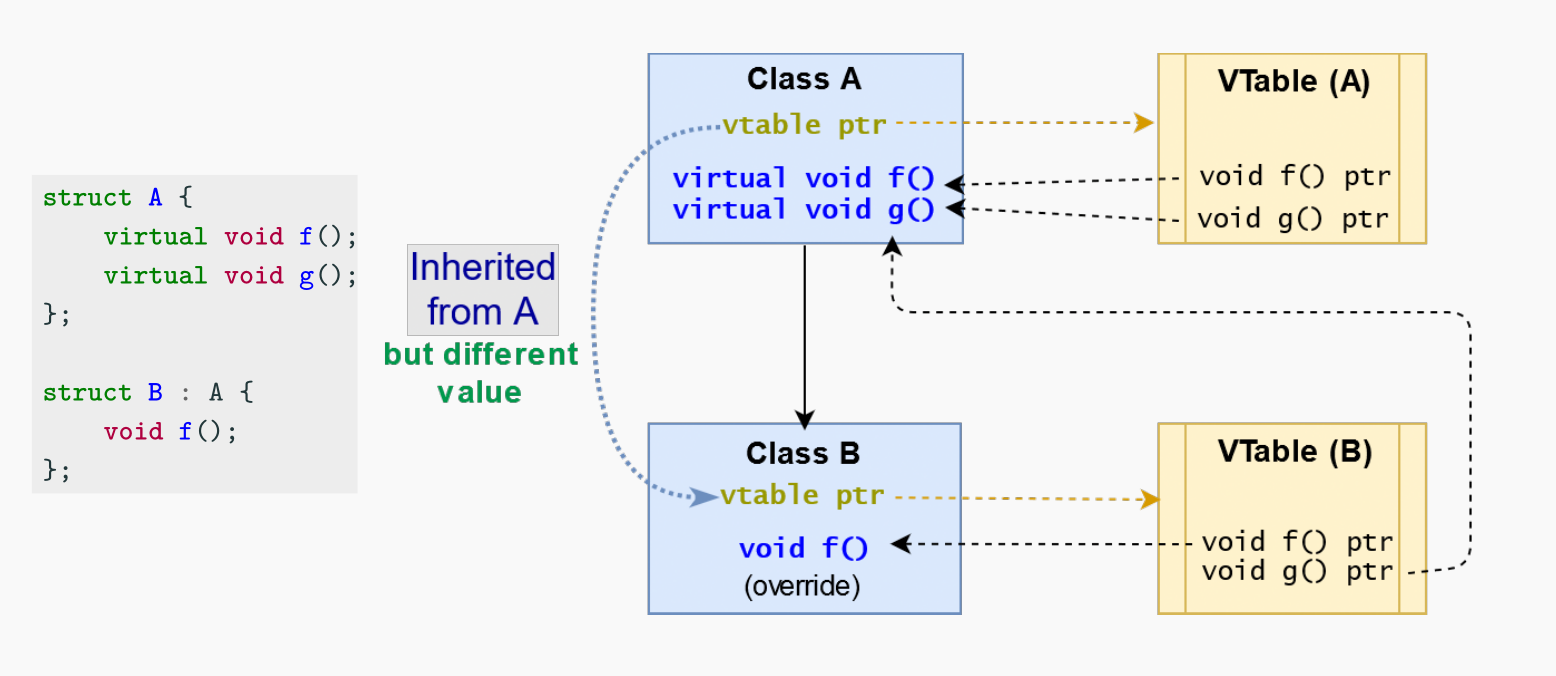 struct A {
virtual void f();
virtual void g();
};
struct B : A {
void f();
};
Inherited
from A
but different
value
Class A
vtable ptr
virtual void f()
virtual void g()
VTable (A)
void f() ptr
void g() ptr
Class B
vtable ptr
void f()
(override)
VTable (B)
void f() ptr
void g() ptr